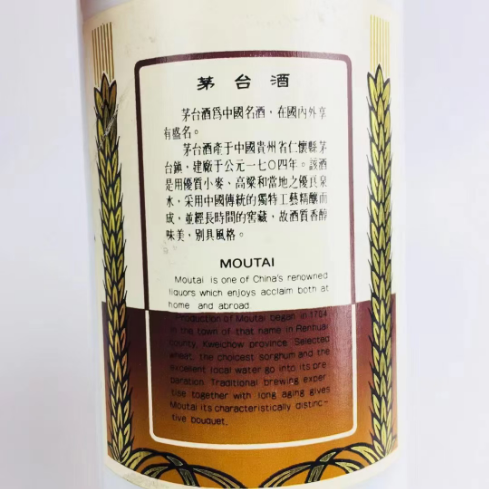 茅台酒
茅台酒爲中國名酒，在國內外享
有盛名。
茅台酒產于中國貴州省仁懷縣茅
台鎮，建廠于公元一七〇四年。該酒
是用優質小麥、高粱和當地之優良泉
水，采用中國傳統的獨特工藝精釀而
成，並經長時間的窖藏，故酒質香醇
味美，別具風格。
MOUTAI
Moutai is one of China's renowned
liquors which enjoys acclaim both at
home and abroad.
Production of Moutai began in 1704
in the town of that name in Renhuai
county, Kweichow province. Selected
wheat, the choicest sorghum and the
excellent local water go into its pre-
paration. Traditional brewing exper-
tise together with long aging gives
Moutai its characteristically distinc-
tive bouquet.